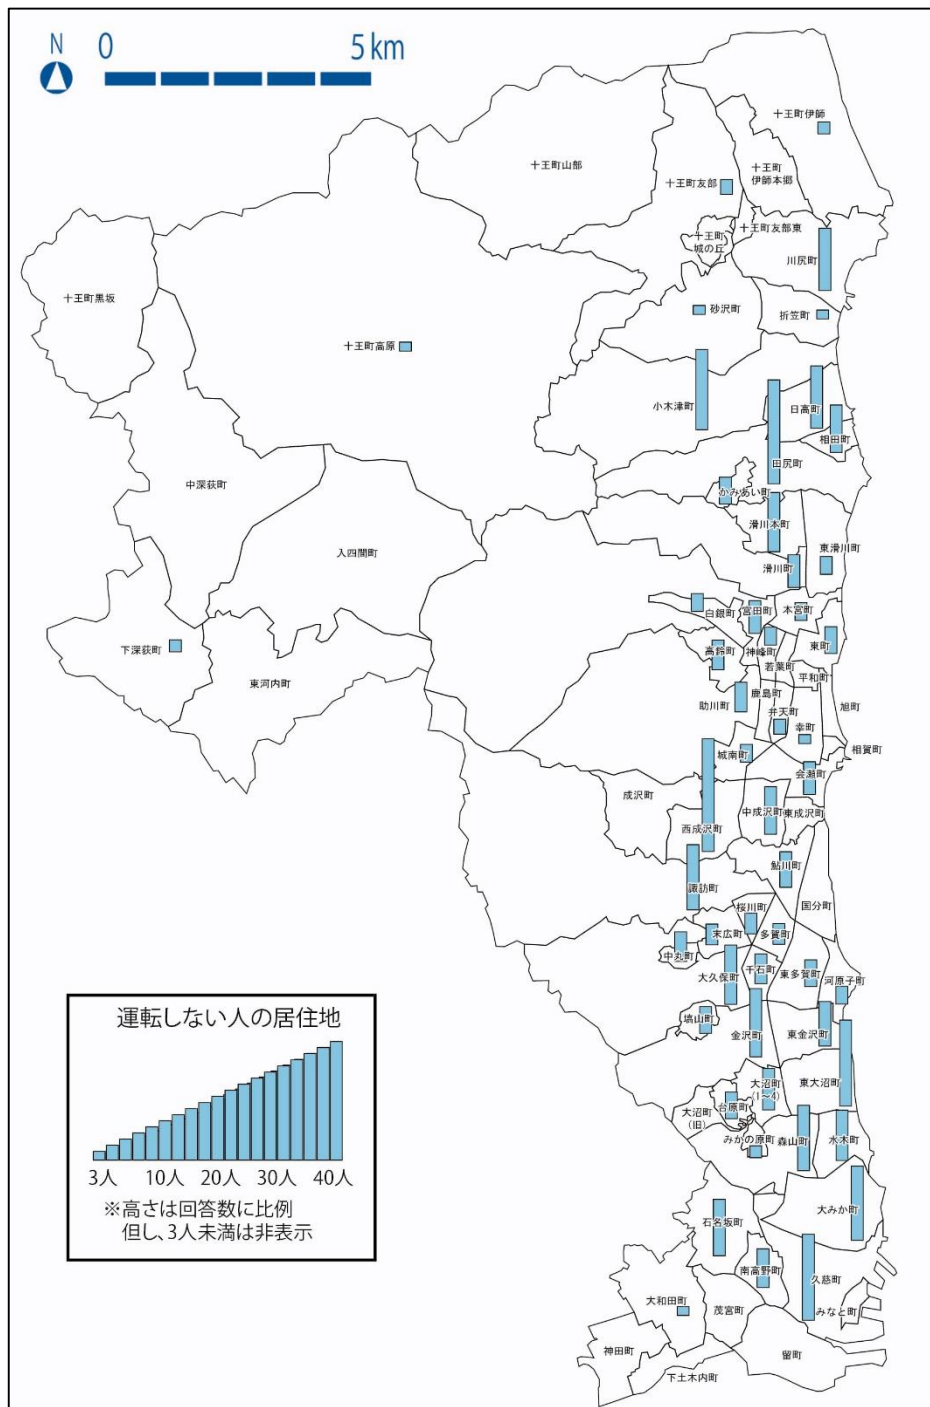 N 0 5km
十王町伊師
十王町山部
十王町
伊師本郷
十王町友部
十王町友部東
十王町
城の丘
川尻町
十王町黒坂
砂沢町
折笠町
十王町高原
小木津町
日高町
相田町
田尻町
中深荻町
かみあい町
滑川本町
入四間町
東滑川町
滑川町
白銀町
宮田町
本宮町
東町
下深荻町
高鈴町
神峰町
若葉町
平和町
東河内町
鹿島町
助川町
旭町
弁天町
幸町
城南町
相賀町
会瀬町
成沢町
中成沢町
東成沢町
西成沢町
鮎川町
諏訪町
国分町
桜川町
末広町
多賀町
中丸町
千石町
東多賀町
大久保町
河原子町
塙山町
金沢町
東金沢町
大沼町
(1~4)
東大沼町
台原町
大沼町
(旧)
みかの原町
森山町
水木町
大みか町
石名坂町
南高野町
久慈町
大和田町
茂宮町
みなと町
神田町
留町
下土木内町
運転しない人の居住地
3人 10人 20人 30人 40人
※高さは回答数に比例
但し、3人未満は非表示